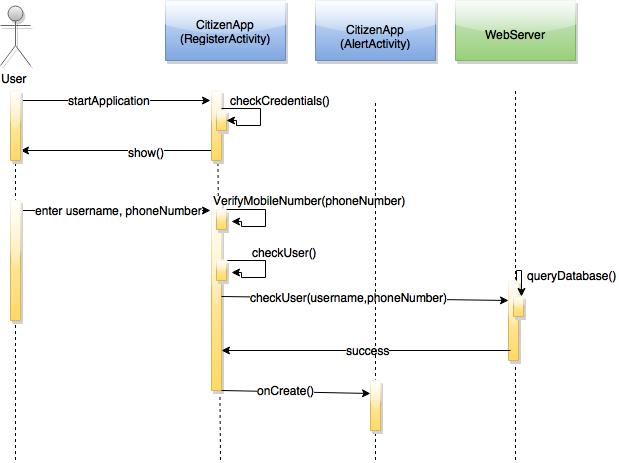 CitizenApp
(RegisterActivity)
CitizenApp
(AlertActivity)
WebServer
User
startApplication
checkCredentials()
show()
VerifyMobileNumber(phoneNumber)
enter username, phoneNumber
checkUser()
queryDatabase()
checkUser(username,phoneNumber)
success
onCreate()